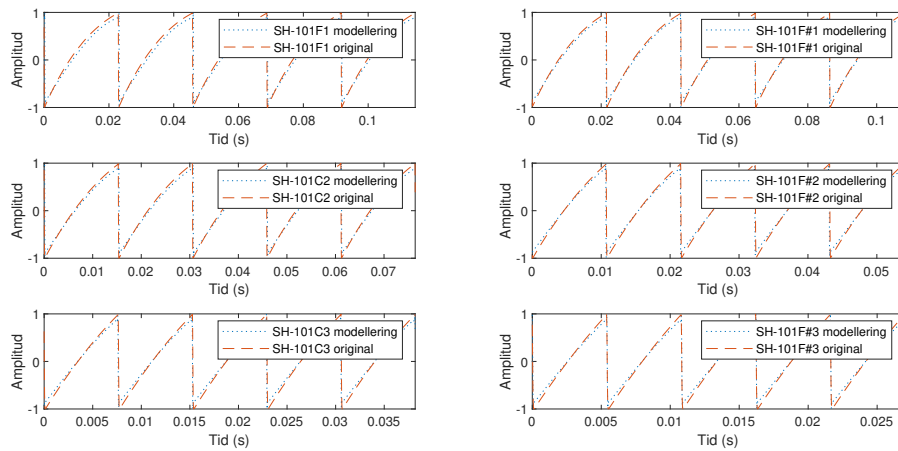 1
0
-1
Amplitud
SH-101F1 modellering
SH-101F1 original
0 0.02 0.04 0.06 0.08 0.1
Tid (s)
1
0
-1
Amplitud
SH-101F#1 modellering
SH-101F#1 original
0 0.02 0.04 0.06 0.08 0.1
Tid (s)
1
0
-1
Amplitud
SH-101C2 modellering
SH-101C2 original
0 0.01 0.02 0.03 0.04 0.05 0.06 0.07
Tid (s)
1
0
-1
Amplitud
SH-101F#2 modellering
SH-101F#2 original
0 0.01 0.02 0.03 0.04 0.05
Tid (s)
1
0
-1
Amplitud
SH-101C3 modellering
SH-101C3 original
0 0.005 0.01 0.015 0.02 0.025 0.03 0.035
Tid (s)
1
0
-1
Amplitud
SH-101F#3 modellering
SH-101F#3 original
0 0.005 0.01 0.015 0.02 0.025
Tid (s)